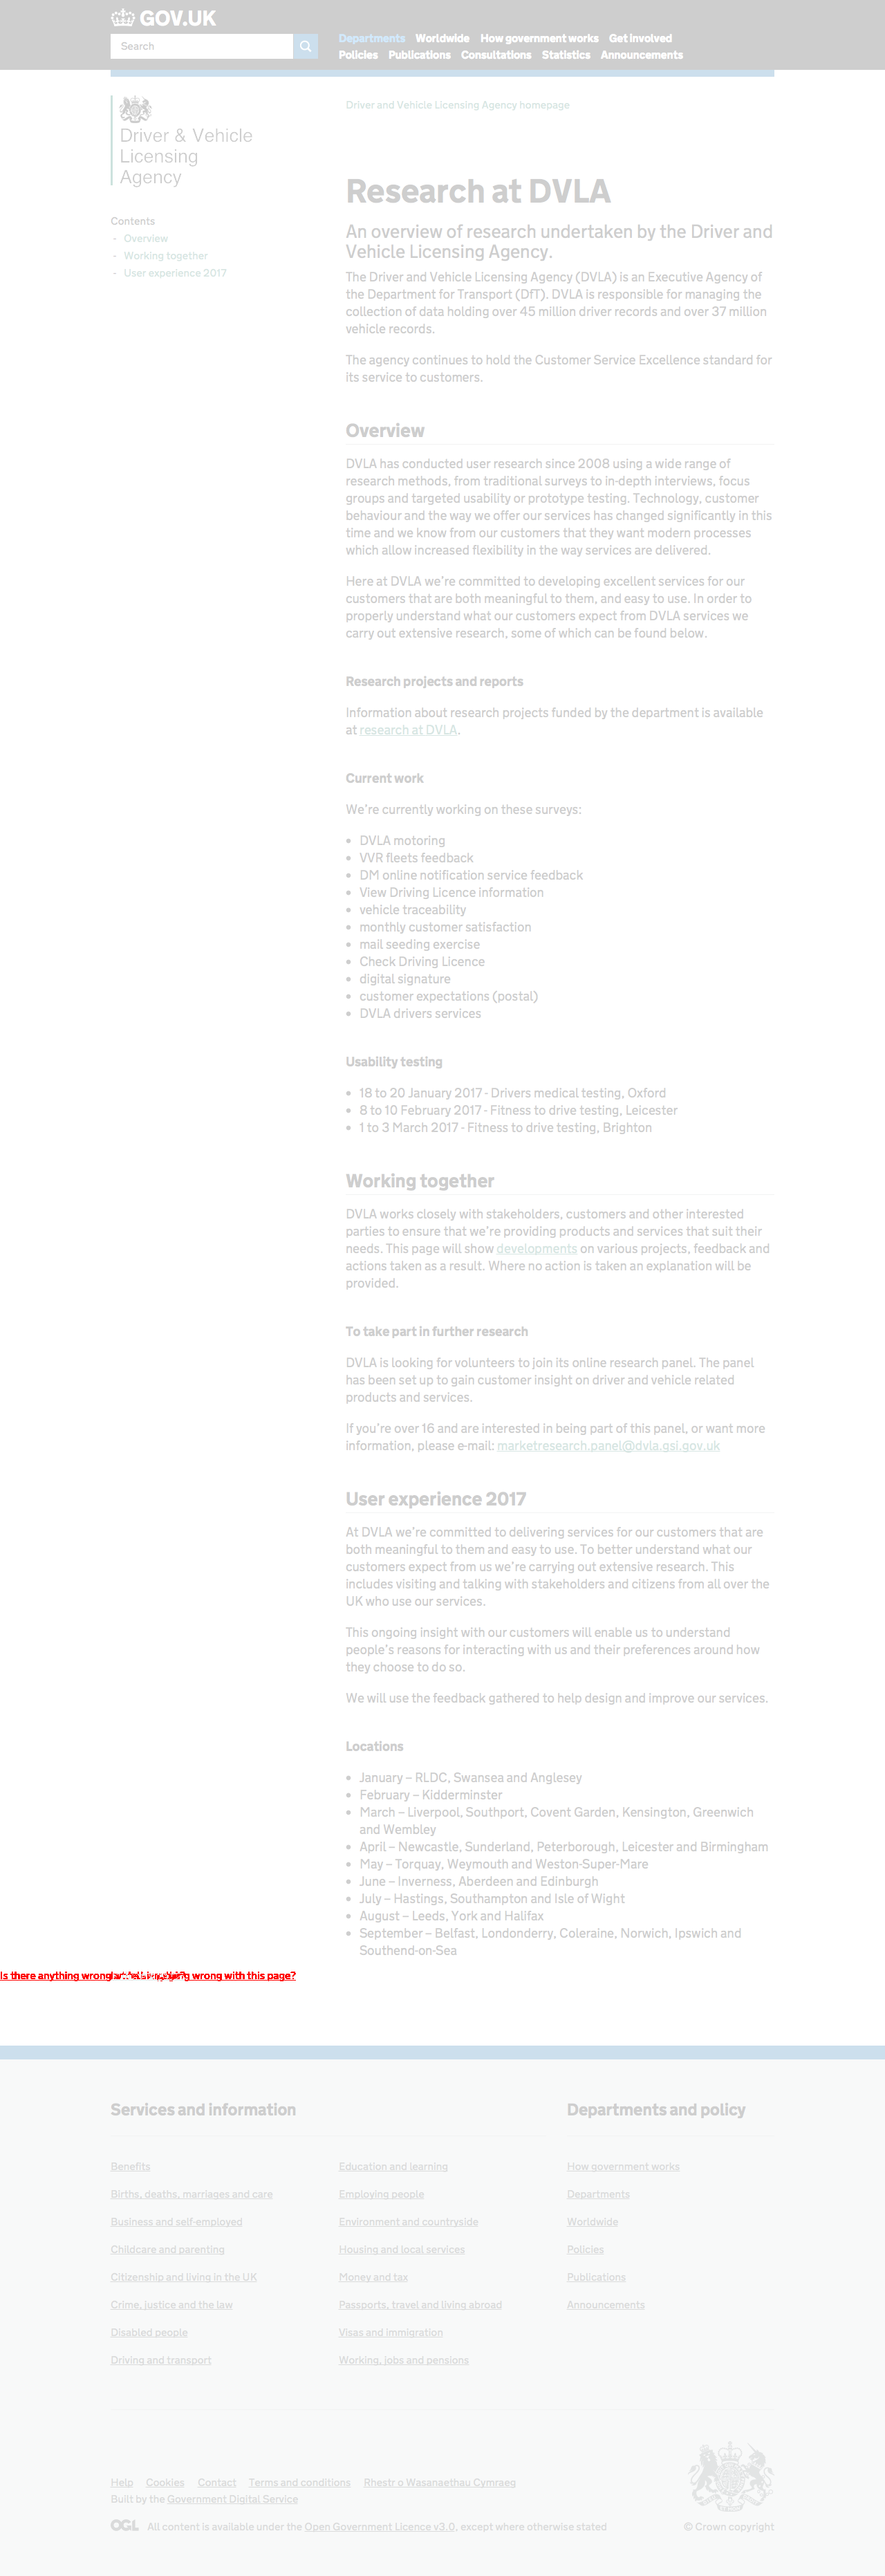 GOV.UK
Search
Departments Worldwide How government works Get involved
Policies Publications Consultations Statistics Announcements
Driver & Vehicle
Licensing
Agency
Driver and Vehicle Licensing Agency homepage
Research at DVLA
Contents
- Overview
- Working together
- User experience 2017
An overview of research undertaken by the Driver and
Vehicle Licensing Agency.
The Driver and Vehicle Licensing Agency (DVLA) is an Executive Agency of
the Department for Transport (DfT). DVLA is responsible for managing the
collection of data holding over 45 million driver records and over 37 million
vehicle records.
The agency continues to hold the Customer Service Excellence standard for
its service to customers.
Overview
DVLA has conducted user research since 2008 using a wide range of
research methods, from traditional surveys to in-depth interviews, focus
groups and targeted usability or prototype testing. Technology, customer
behaviour and the way we offer our services has changed significantly in this
time and we know from our customers that they want modern processes
which allow increased flexibility in the way services are delivered.
Here at DVLA we're committed to developing excellent services for our
customers that are both meaningful to them, and easy to use. In order to
properly understand what our customers expect from DVLA services we
carry out extensive research, some of which can be found below.
Research projects and reports
Information about research projects funded by the department is available
at research at DVLA.
Current work
We're currently working on these surveys:
• DVLA motoring
• VVR fleets feedback
• DM online notification service feedback
• View Driving Licence information
• vehicle traceability
• monthly customer satisfaction
• mail seeding exercise
• Check Driving Licence
• digital signature
• customer expectations (postal)
• DVLA drivers services
Usability testing
• 18 to 20 January 2017 - Drivers medical testing, Oxford
• 8 to 10 February 2017 - Fitness to drive testing, Leicester
• 1 to 3 March 2017 - Fitness to drive testing, Brighton
Working together
DVLA works closely with stakeholders, customers and other interested
parties to ensure that we're providing products and services that suit their
needs. This page will show developments on various projects, feedback and
actions taken as a result. Where no action is taken an explanation will be
provided.
To take part in further research
DVLA is looking for volunteers to join its online research panel. The panel
has been set up to gain customer insight on driver and vehicle related
products and services.
If you're over 16 and are interested in being part of this panel, or want more
information, please e-mail: marketresearch.panel@dvla.gsi.gov.uk
User experience 2017
At DVLA we're committed to delivering services for our customers that are
both meaningful to them and easy to use. To better understand what our
customers expect from us we're carrying out extensive research. This
includes visiting and talking with stakeholders and citizens from all over the
UK who use our services.
This ongoing insight with our customers will enable us to understand
people's reasons for interacting with us and their preferences around how
they choose to do so.
We will use the feedback gathered to help design and improve our services.
Locations
• January – RLDC, Swansea and Anglesey
• February – Kidderminster
• March – Liverpool, Southport, Covent Garden, Kensington, Greenwich
and Wembley
• April – Newcastle, Sunderland, Peterborough, Leicester and Birmingham
• May – Torquay, Weymouth and Weston-Super-Mare
• June – Inverness, Aberdeen and Edinburgh
• July – Hastings, Southampton and Isle of Wight
• August – Leeds, York and Halifax
• September – Belfast, Londonderry, Coleraine, Norwich, Ipswich and
Southend-on-Sea
Is there anything wrong wrong with this page?
Services and information Departments and policy
Benefits Education and learning How government works
Births, deaths, marriages and care Employing people Departments
Business and self-employed Environment and countryside Worldwide
Childcare and parenting Housing and local services Policies
Citizenship and living in the UK Money and tax Publications
Crime, justice and the law Passports, travel and living abroad Announcements
Disabled people Visas and immigration
Driving and transport Working, jobs and pensions
Help Cookies Contact Terms and conditions Rhestr o Wasanaethau Cymraeg
Built by the Government Digital Service
OGL All content is available under the Open Government Licence v3.0, except where otherwise stated © Crown copyright